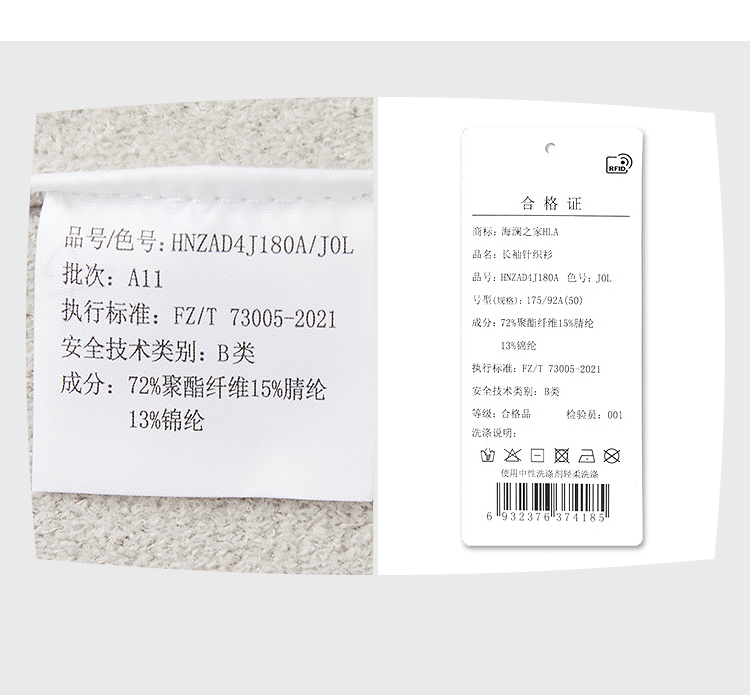 品号/色号: HNZAD4J180A/J0L
批次: A11
执行标准: FZ/T 73005-2021
安全技术类别: B类
成分: 72%聚酯纤维15%腈纶
13%锦纶
RFID
合格证
商标: 海澜之家HLA
品名: 长袖针织衫
品号: HNZAD4J180A 色号: J0L
号型(规格): 175/92A(50)
成分: 72%聚酯纤维15%腈纶
13%锦纶
执行标准: FZ/T 73005-2021
安全技术类别: B类
等级: 合格品 检验员: 001
洗涤说明:
使用中性洗涤剂轻柔洗涤
6 932376 374185